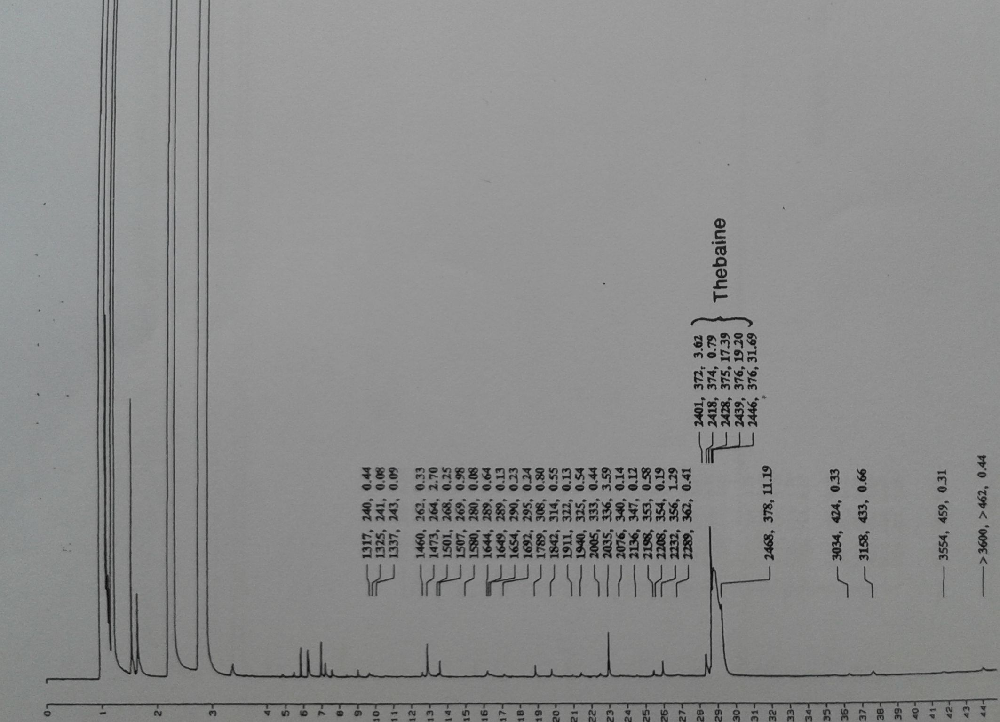 1317, 240, 0.44
1325, 241, 0.08
1337, 243, 0.09
1460, 262, 0.33
1473, 264, 2.70
1501, 268, 0.25
1507, 269, 0.98
1580, 280, 0.08
1644, 289, 0.64
1649, 289, 0.13
1654, 290, 0.23
1692, 295, 0.24
1789, 308, 0.80
1842, 314, 0.55
1911, 322, 0.13
1940, 325, 0.54
2005, 333, 0.44
2035, 336, 3.59
2076, 340, 0.14
2136, 347, 0.12
2198, 353, 0.58
2208, 354, 0.19
2232, 356, 1.29
2289, 362, 0.41
2401, 372, 3.62
2418, 374, 0.79
2428, 375, 17.39
2439, 376, 19.20
2446, 376, 31.69
Thebaine
2468, 378, 11.19
3034, 424, 0.33
3158, 433, 0.66
3554, 459, 0.31
>3600, >462, 0.44
0
1
2
3
4
5
6
7
8
9
10
11
12
13
14
15
16
17
18
19
20
21
22
23
24
25
26
27
28
29
30
31
32
33
34
35
36
37
38
39
40
41
42
43
44